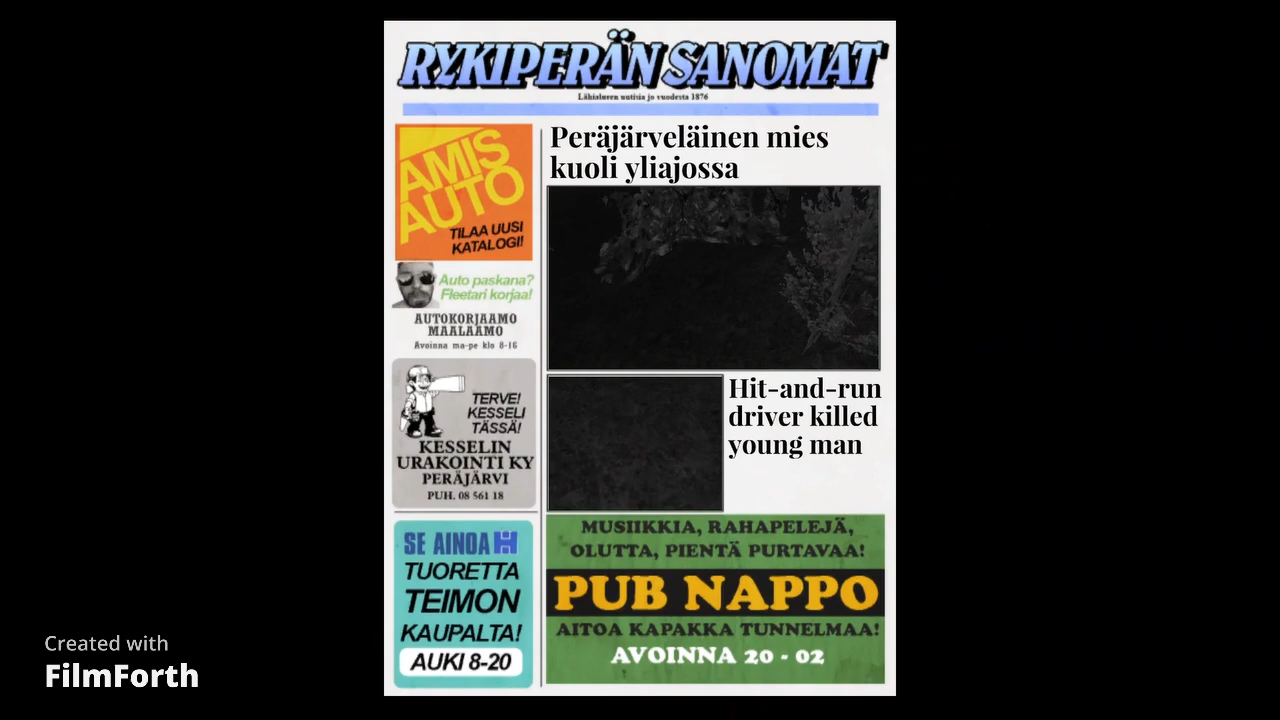 RYKIPERÄN SANOMAT
Lähialueen uutisia jo vuodesta 1876
AMIS
AUTO
TILAA UUSI
KATALOGI!
Auto paskana?
Fleetari korjaa!
AUTOKORJAAMO
MAALAAMO
Avoinna ma-pe klo 8-16
TERVE!
KESSELI
TÄSSÄ!
KESSELIN
URAKOINTI KY
PERÄJÄRVI
PUH. 08 561 18
SE AINOA H
TUORETTA
TEIMON
KAUPALTA!
AUKI 8-20
Peräjärveläinen mies
kuoli yliajossa
Hit-and-run
driver killed
young man
MUSIIKKIA, RAHAPELEJÄ,
OLUTTA, PIENTÄ PURTAVAA!
PUB NAPPO
AITOA KAPAKKA TUNNELMAA!
AVOINNA 20 - 02
Created with
FilmForth